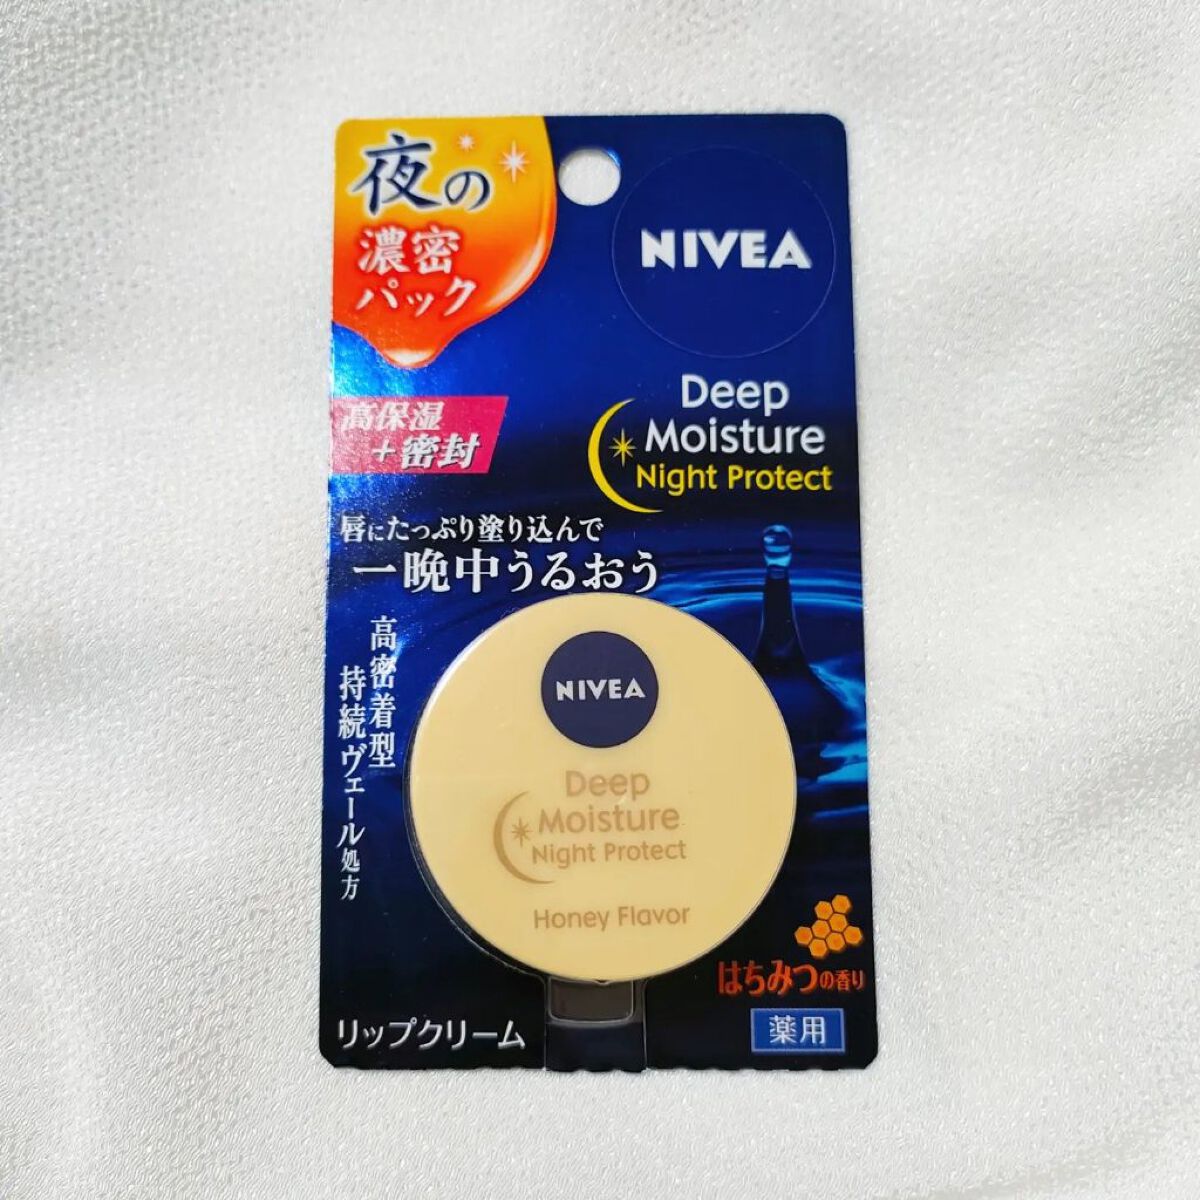 夜の
濃密
パック
NIVEA
Deep
Moisture
Night Protect
高保湿
+密封
唇にたっぷり塗り込んで
一晩中うるおう
高密着型
持続ヴェール処方
NIVEA
Deep
Moisture
Night Protect
Honey Flavor
はちみつの香り
リップクリーム
薬用